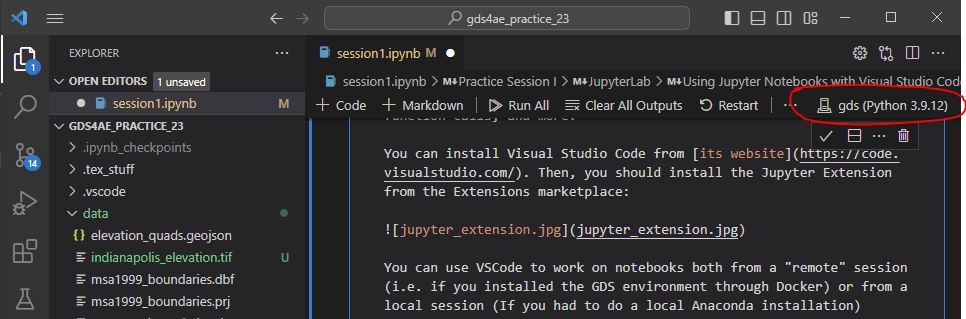 gds4ae_practice_23
EXPLORER
OPEN EDITORS 1 unsaved
session1.ipynb M
GDS4AE_PRACTICE_23
.ipynb_checkpoints
.tex_stuff
.vscode
data
elevation_quads.geojson
indianapolis_elevation.tif U
msa1999_boundaries.dbf
msa1999_boundaries.prj
1
14
session1.ipynb M
session1.ipynb > M↓Practice Session I > M↓JupyterLab > M↓Using Jupyter Notebooks with Visual Studio Cod
+ Code + Markdown Run All Clear All Outputs Restart ... gds (Python 3.9.12)
function calls, and more.
You can install Visual Studio Code from [its website](https://code.
visualstudio.com/). Then, you should install the Jupyter Extension
from the Extensions marketplace:
![jupyter_extension.jpg](jupyter_extension.jpg)
You can use VSCode to work on notebooks both from a "remote" session
(i.e. if you installed the GDS environment through Docker) or from a
local session (If you had to do a local Anaconda installation)